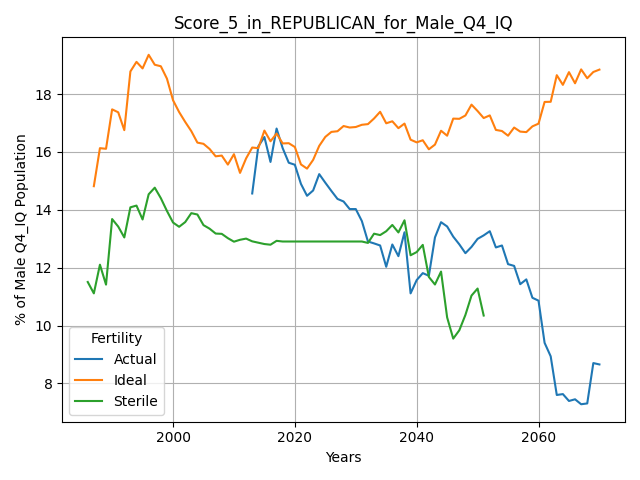 Score_5_in_REPUBLICAN_for_Male_Q4_IQ
% of Male Q4_IQ Population
18
16
14
12
10
8
Fertility
Actual
Ideal
Sterile
2000
2020
2040
2060
Years